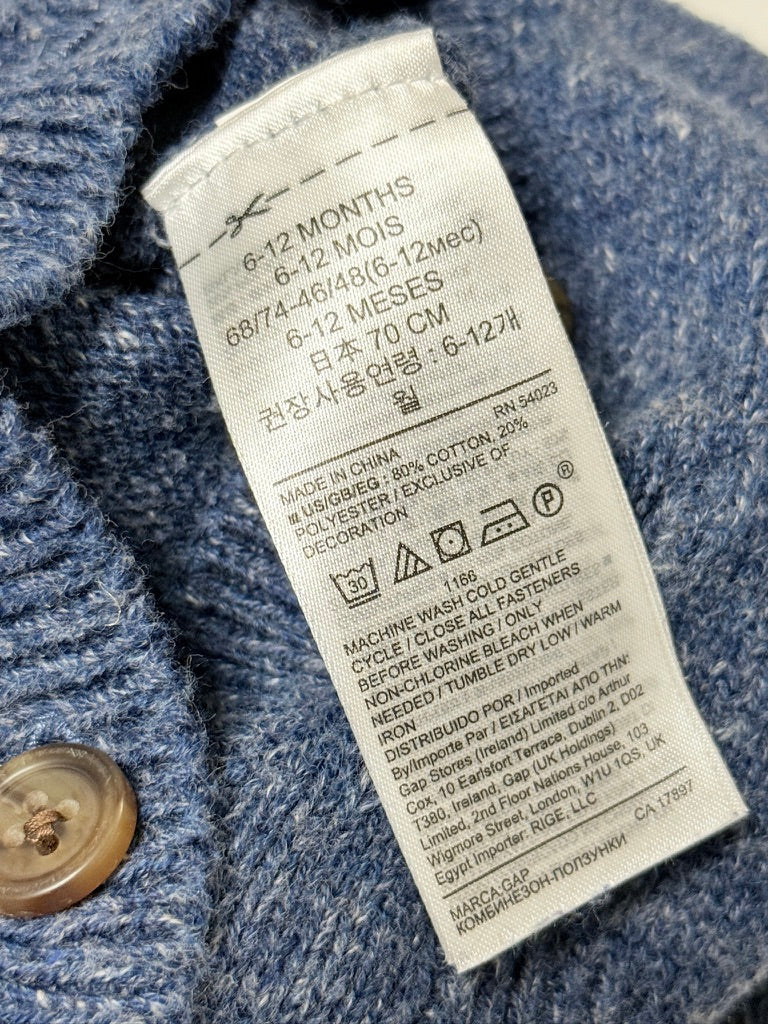 6-12 MONTHS
6-12 MOIS
68/74-46/48(6-12мес)
6-12 MESES
日本 70 CM
권장사용연령 : 6-12개
월
RN 54023
MADE IN CHINA
US/GB/EG : 80% COTTON, 20%
POLYESTER / EXCLUSIVE OF
DECORATION
30 P ®
1166
MACHINE WASH COLD GENTLE
CYCLE / CLOSE ALL FASTENERS
BEFORE WASHING / ONLY
NON-CHLORINE BLEACH WHEN
NEEDED / TUMBLE DRY LOW / WARM
IRON
DISTRIBUIDO POR / Imported
By/Importe Par / ΕΙΣΑΓΕΤΑΙ ΑΠΟ ΤΗΝ:
Gap Stores (Ireland) Limited c/o Arthur
Cox, 10 Earlsfort Terrace, Dublin 2, D02
T380, Ireland, Gap (UK Holdings)
Limited, 2nd Floor Nations House, 103
Wigmore Street, London, W1U 1QS, UK
Egypt Importer: RIGE, LLC
CA 17897
MARCA:GAP
КОМБИНЕЗОН-ПОЛЗУНКИ